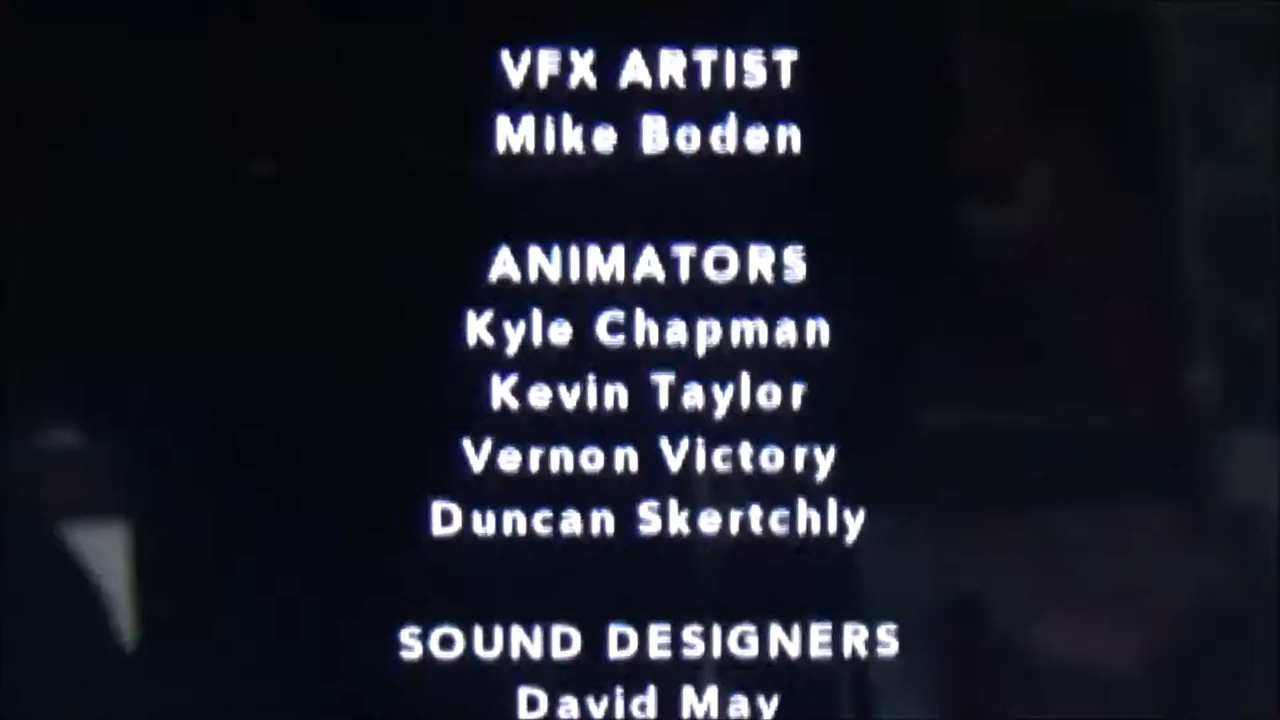 VFX ARTIST
Mike Boden
ANIMATORS
Kyle Chapman
Kevin Taylor
Vernon Victory
Duncan Skertchly
SOUND DESIGNERS
David May